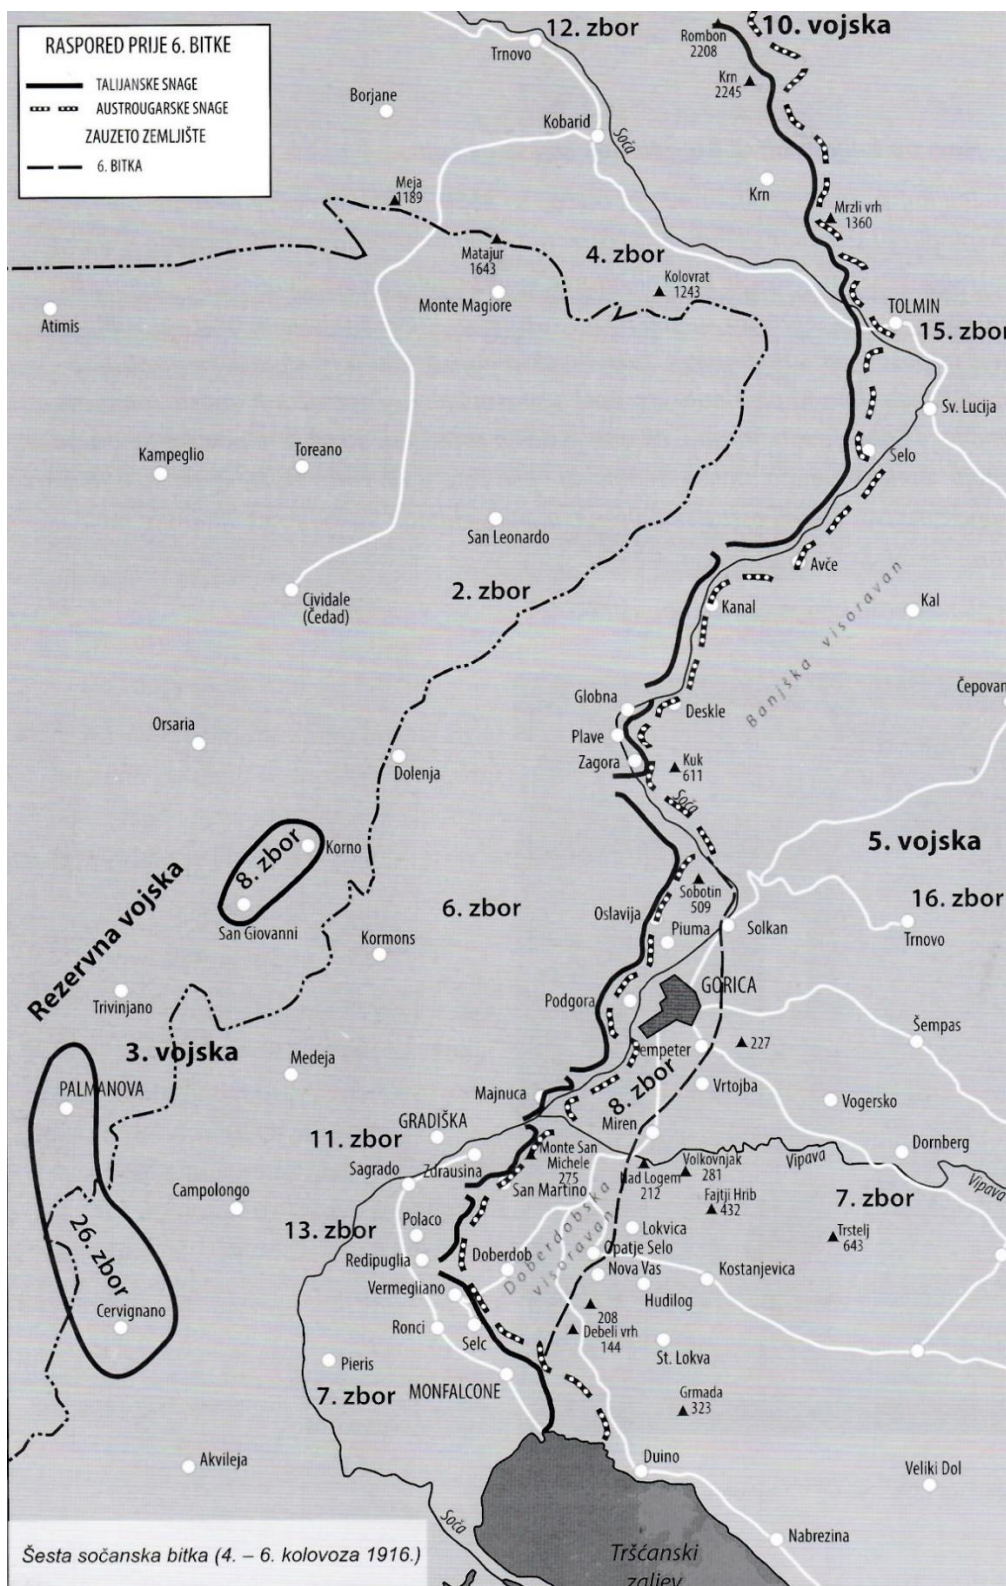 RASPORED PRIJE 6. BITKE
TALIJANSKE SNAGE
AUSTROUGARSKE SNAGE
ZAUZETO ZEMLJIŠTE
6. BITKA
12. zbor
10. vojska
Trnovo
Rombon
2208
Krn
2245
Borjane
Kobarid
Soča
Meja
1189
Krn
Mrzli vrh
1360
Matajur
1643
4. zbor
Kolovrat
1243
Monte Magiore
Atimis
TOLMIN
15. zbor
Sv. Lucija
Kampeglio
Toreano
Selo
San Leonardo
Avče
2. zbor
Cividale
(Čedad)
Kanal
Kal
Banjška visoravan
Globna
Deskle
Čepovan
Orsaria
Plave
Dolenja
Zagora
Kuk
611
Soča
Korno
8. zbor
San Giovanni
5. vojska
Rezervna vojska
6. zbor
Sobotin
509
Oslavija
16. zbor
Piuma
Solkan
Trnovo
Kormons
Trivinjano
Podgora
GORICA
3. vojska
Medeja
empeter
227
Šempas
PALMANOVA
Majnuca
8. zbor
Vrtojba
Vogersko
11. zbor
GRADIŠKA
Miren
Dornberg
Sagrado
Zdrausina
Monte San
Michele
275
Volkovnjak
281
Vipava
Vipava
Nad Logem
212
San Martino
Campolongo
Fajtji Hrib
432
7. zbor
26. zbor
13. zbor
Polaco
Lokvica
Trstelj
643
Redipuglia
Doberdob
Doberdobska
visoravan
Opatje Selo
Nova Vas
Kostanjevica
Vermegliano
Hudilog
Cervignano
Ronci
Selc
208
Debeli vrh
144
St. Lokva
Pieris
7. zbor
MONFALCONE
Grmada
323
Akvileja
Duino
Veliki Dol
Soča
Nabrezina
Tršćanski
zaljev
Šesta sočanska bitka (4. – 6. kolovoza 1916.)